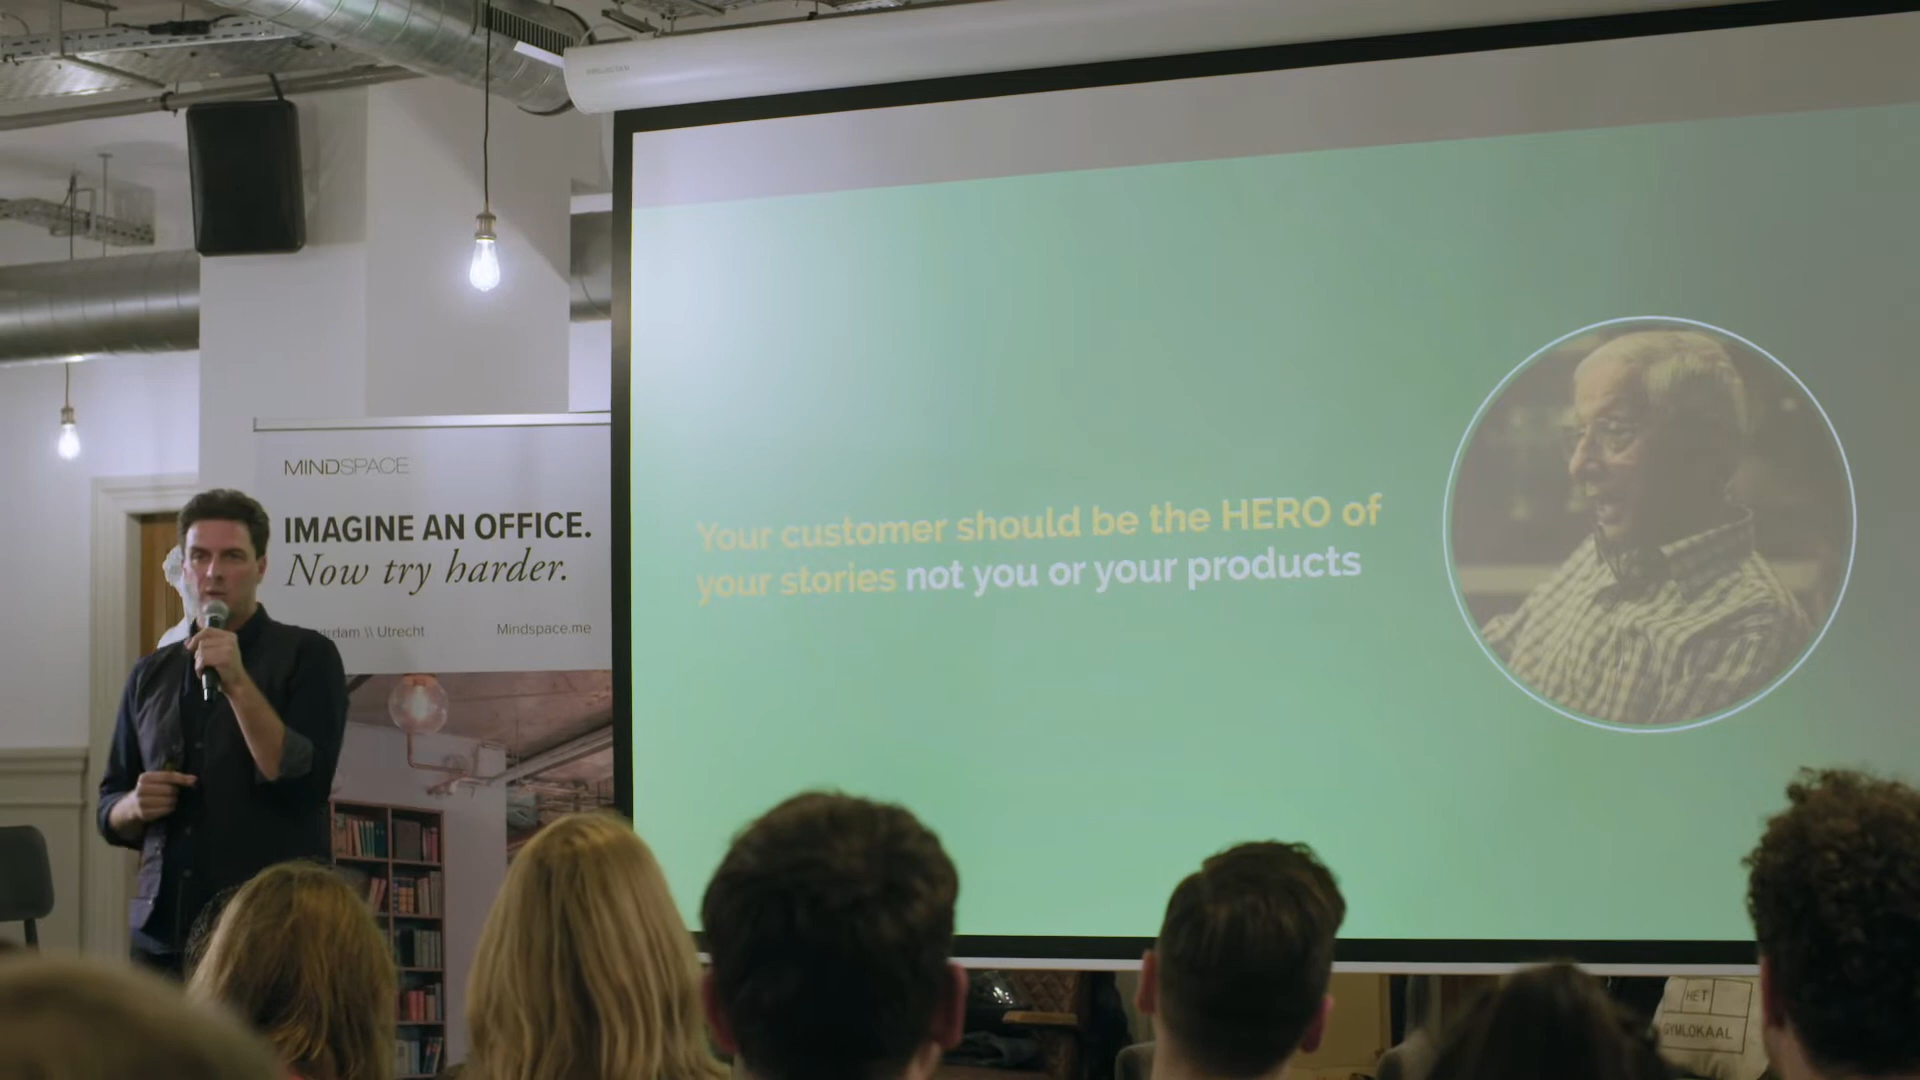 MINDSPACE
IMAGINE AN OFFICE.
Now try harder.
\\ Utrecht
Mindspace.me
Your customer should be the HERO of
your stories not you or your products
HET
GYMLOKAAL